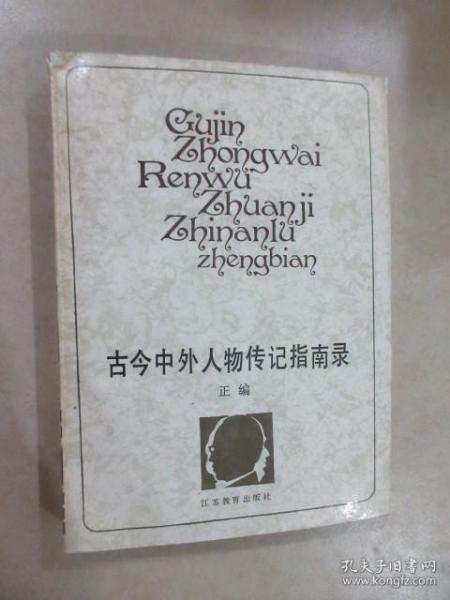 Gujin
Zhongwai
Renwu
Zhuanji
Zhinanlu
zhengbian
古今中外人物传记指南录
正编
江苏教育出版社
孔夫子旧书网
www.kongfz.com